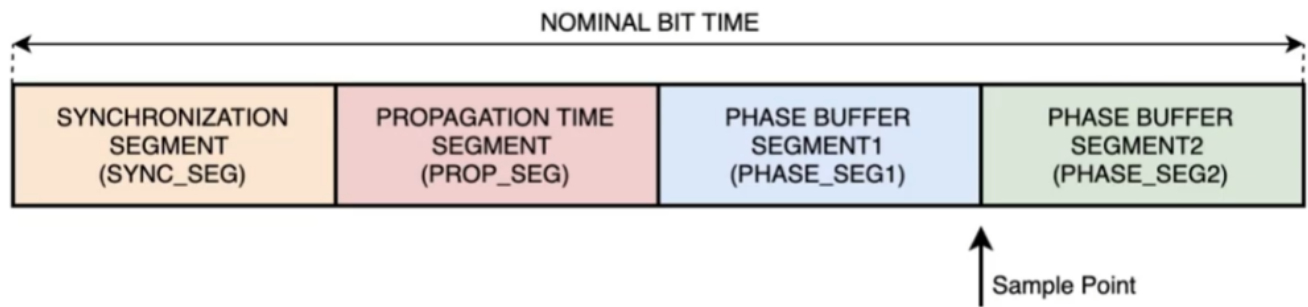 NOMINAL BIT TIME
SYNCHRONIZATION
SEGMENT
(SYNC_SEG)
PROPAGATION TIME
SEGMENT
(PROP_SEG)
PHASE BUFFER
SEGMENT1
(PHASE_SEG1)
PHASE BUFFER
SEGMENT2
(PHASE_SEG2)
Sample Point